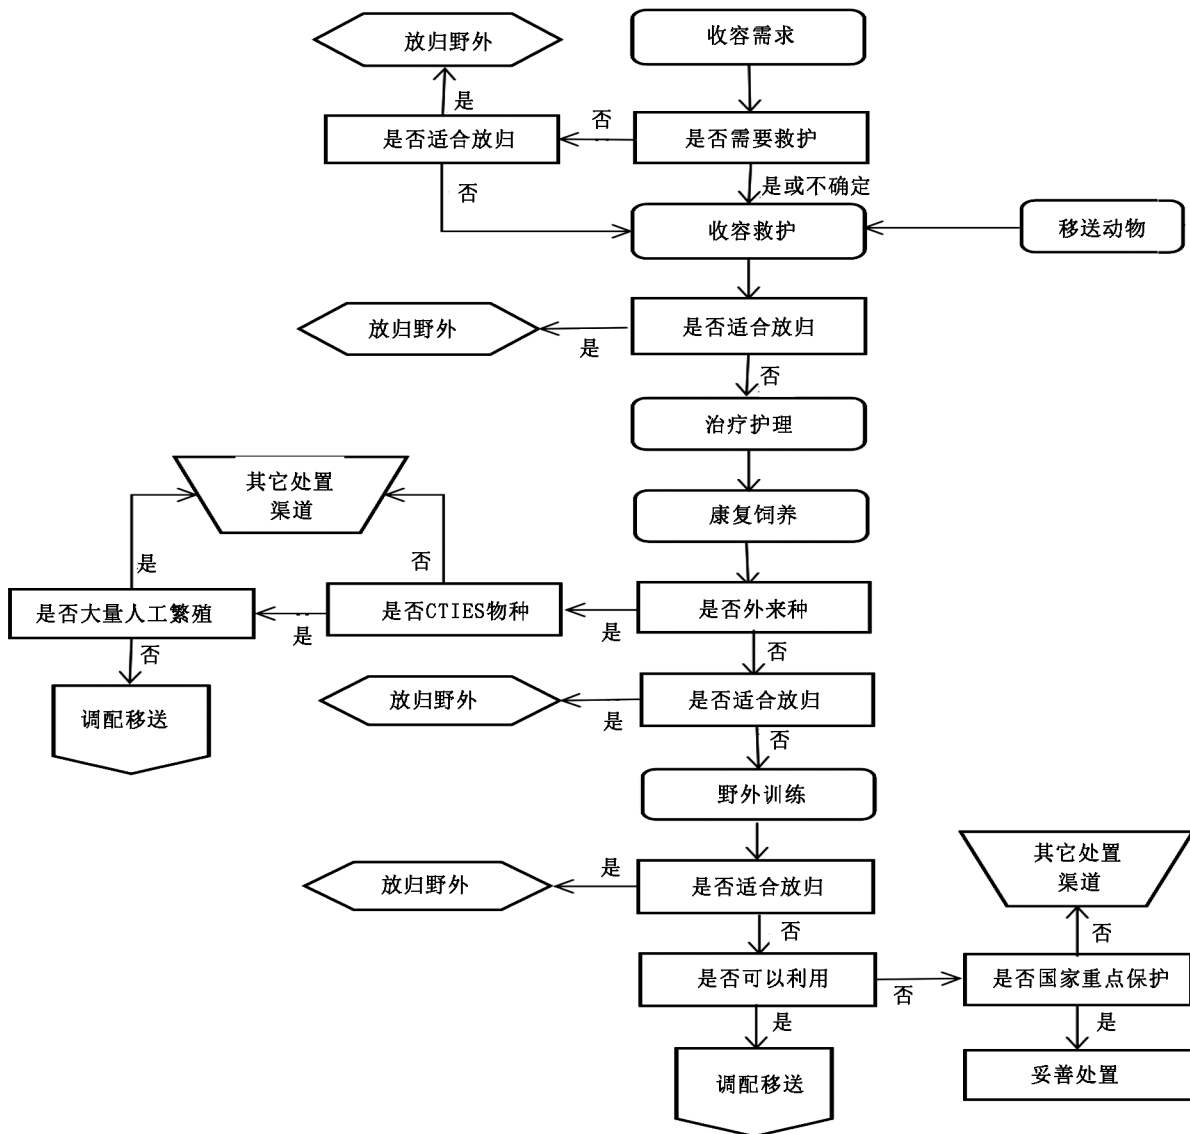 放归野外
收容需求
是
否
是否适合放归
是否需要救护
否
是或不确定
收容救护
移送动物
放归野外
是
是否适合放归
否
治疗护理
其它处置
渠道
康复饲养
是
否
是否大量人工繁殖
是
是否CTIES物种
是
是否外来种
否
否
调配移送
放归野外
是
是否适合放归
否
野外训练
放归野外
是
是否适合放归
其它处置
渠道
否
否
是否可以利用
否
是否国家重点保护
是
是
调配移送
妥善处置